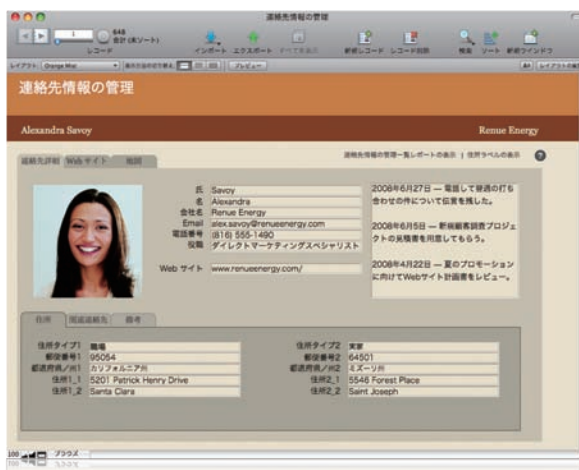 連絡先情報の管理
1
648
合計 (未ソート)
レコード
インポート エクスポート すべてを表示
新規レコード レコード削除
検索 ソート 新規ウインドウ
レイアウト: Orange Mist 表示方法の切り替え: プレビュー
連絡先情報の管理
Alexandra Savoy
Renue Energy
連絡先詳細 Web サイト 地図
連絡先情報の管理一覧レポートの表示 | 住所ラベルの表示 ?
氏 Savoy
名 Alexandra
会社名 Renue Energy
Email alex.savoy@renueenergy.com
電話番号 (816) 555-1490
役職 ダイレクトマーケティングスペシャリスト
Web サイト www.renueenergy.com/
2008年6月27日 — 電話して昼過の打ち
合わせの件について伝言を残した。
2008年6月5日 — 新規顧客調査プロジェ
クトの見積書を用意してもらう。
2008年4月22日 — 夏のプロモーション
に向けてWebサイト計画書をレビュー。
住所 関連連絡先 備考
住所タイプ1 職場
郵便番号1 95054
都道府県/州1 カリフォルニア州
住所1_1 5201 Patrick Henry Drive
住所1_2 Santa Clara
住所タイプ2 実家
郵便番号2 64501
都道府県/州2 ミズーリ州
住所2_1 5546 Forest Place
住所2_2 Saint Joseph
100 ブラウズ